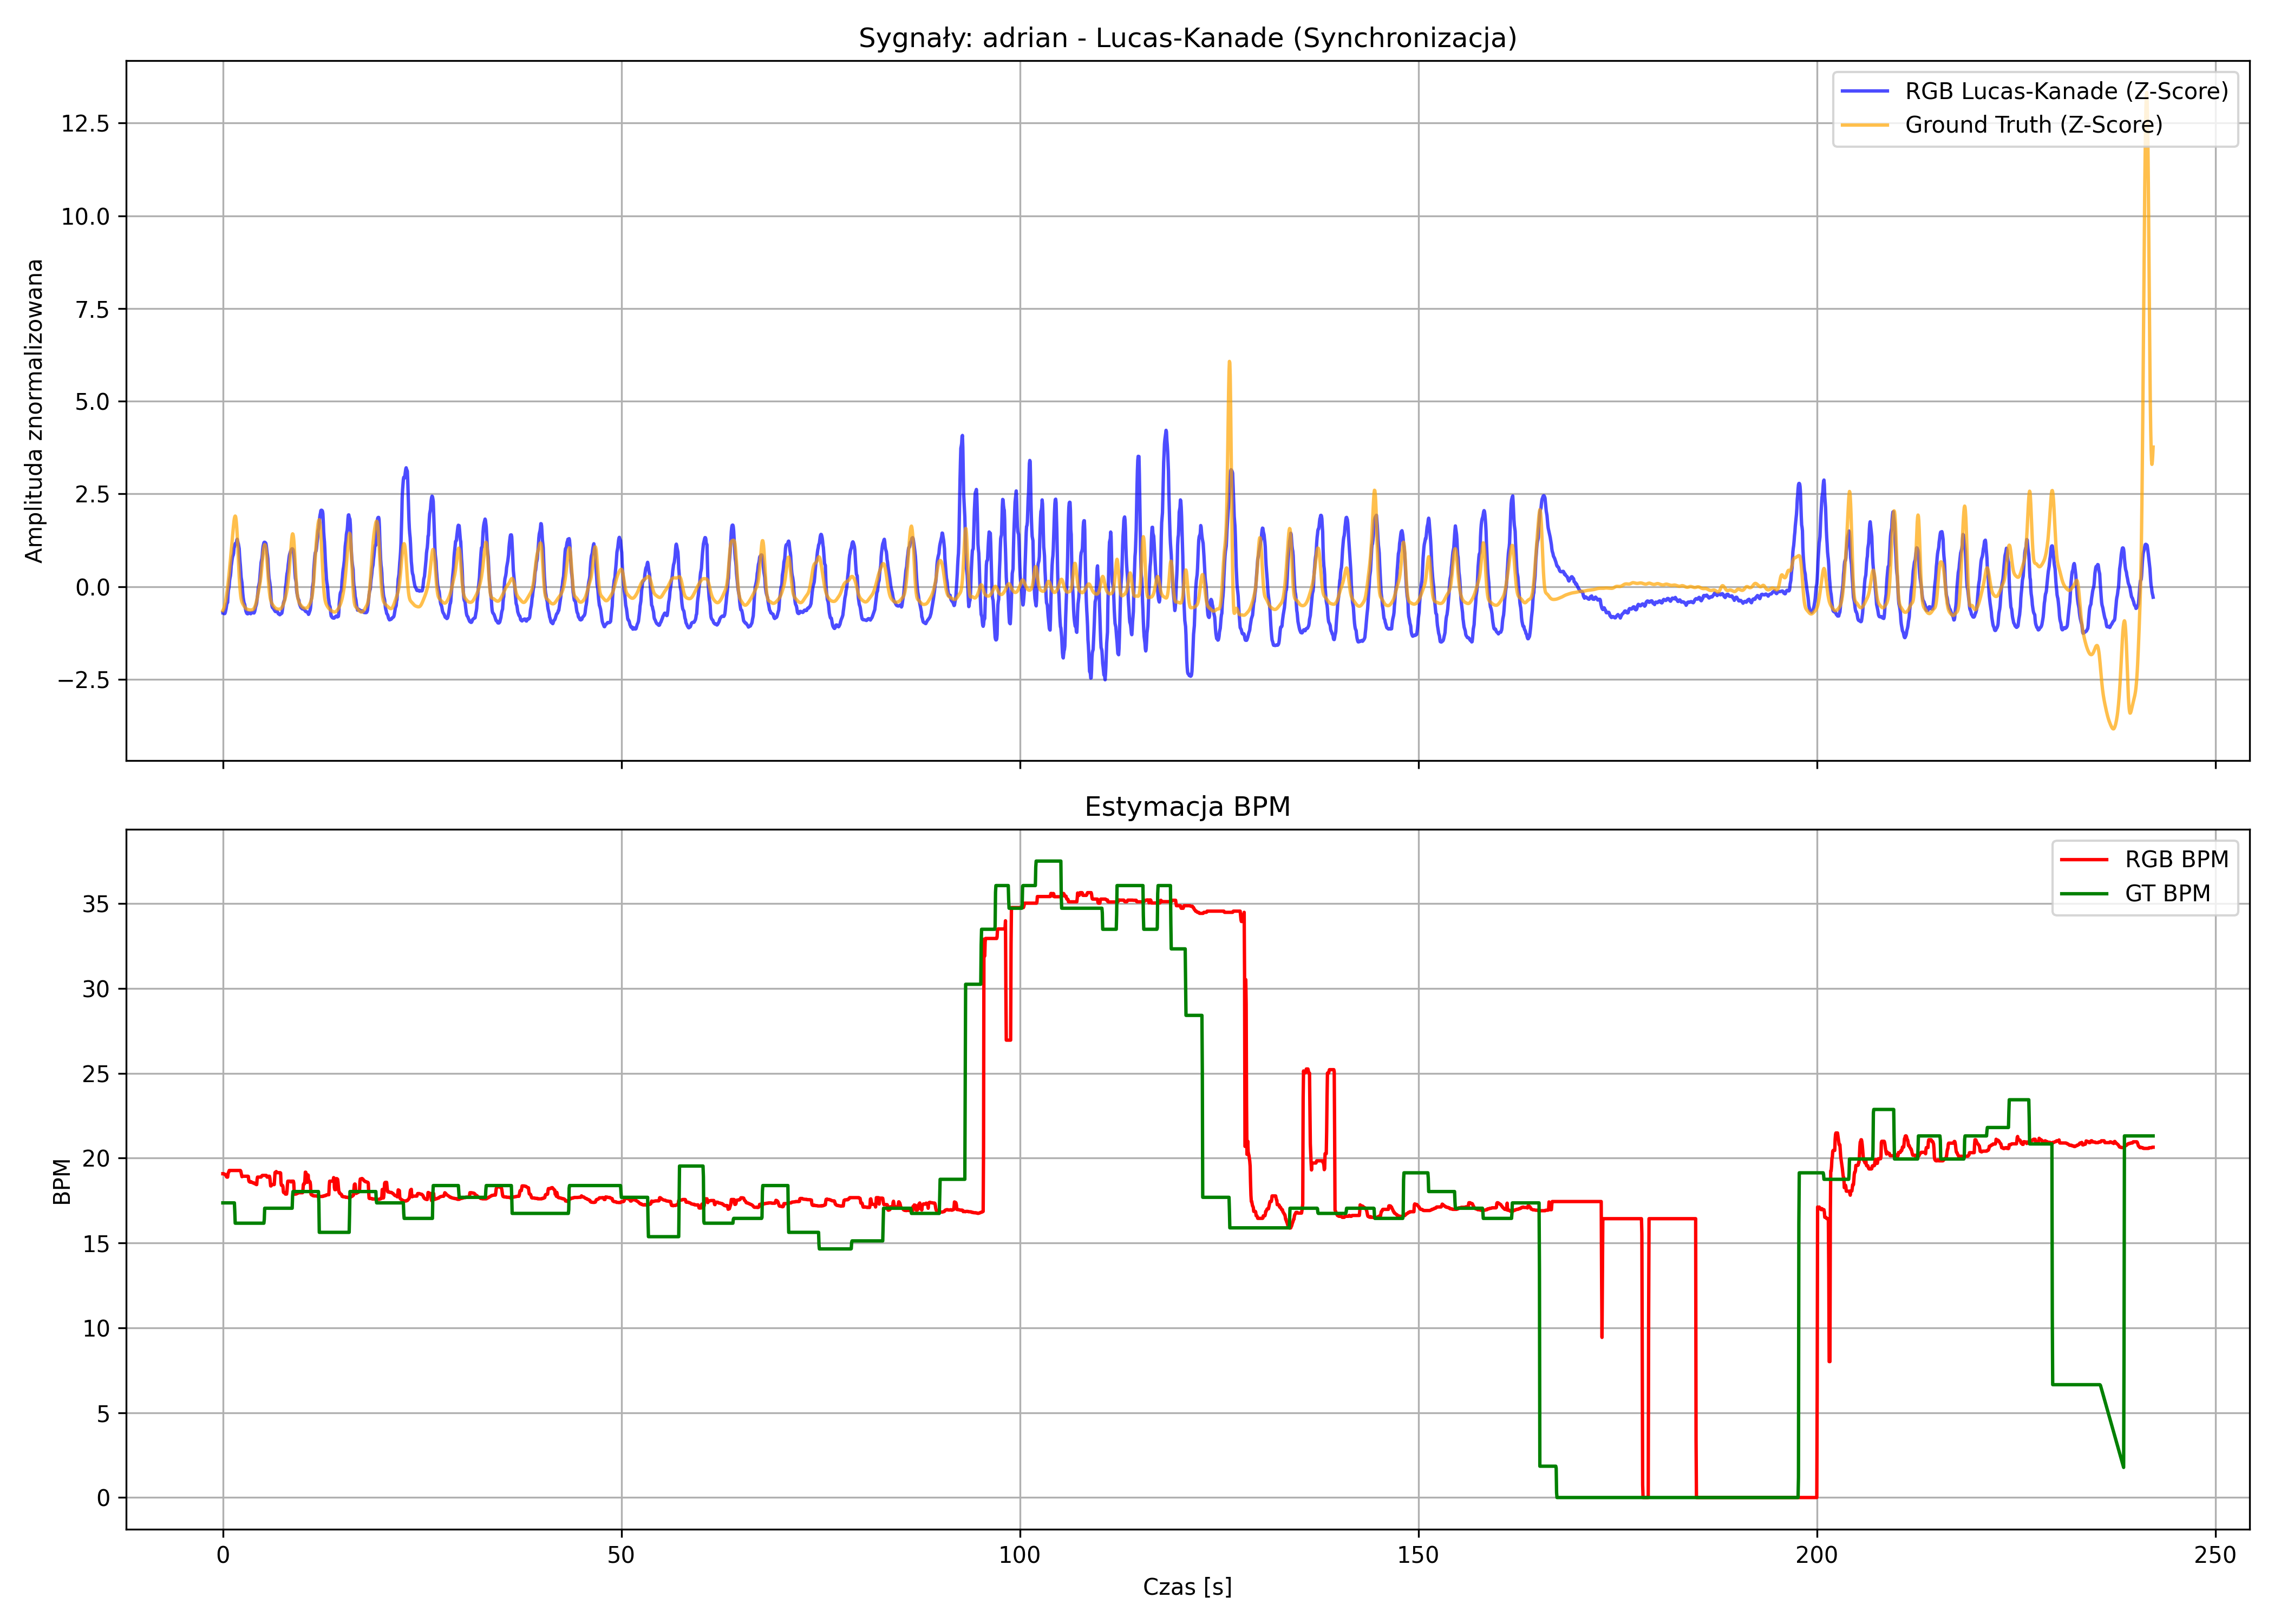 Sygnały: adrian - Lucas-Kanade (Synchronizacja)
RGB Lucas-Kanade (Z-Score)
Ground Truth (Z-Score)
Amplituda znormalizowana
12.5
10.0
7.5
5.0
2.5
0.0
−2.5
Estymacja BPM
RGB BPM
GT BPM
BPM
35
30
25
20
15
10
5
0
0 50 100 150 200 250
Czas [s]